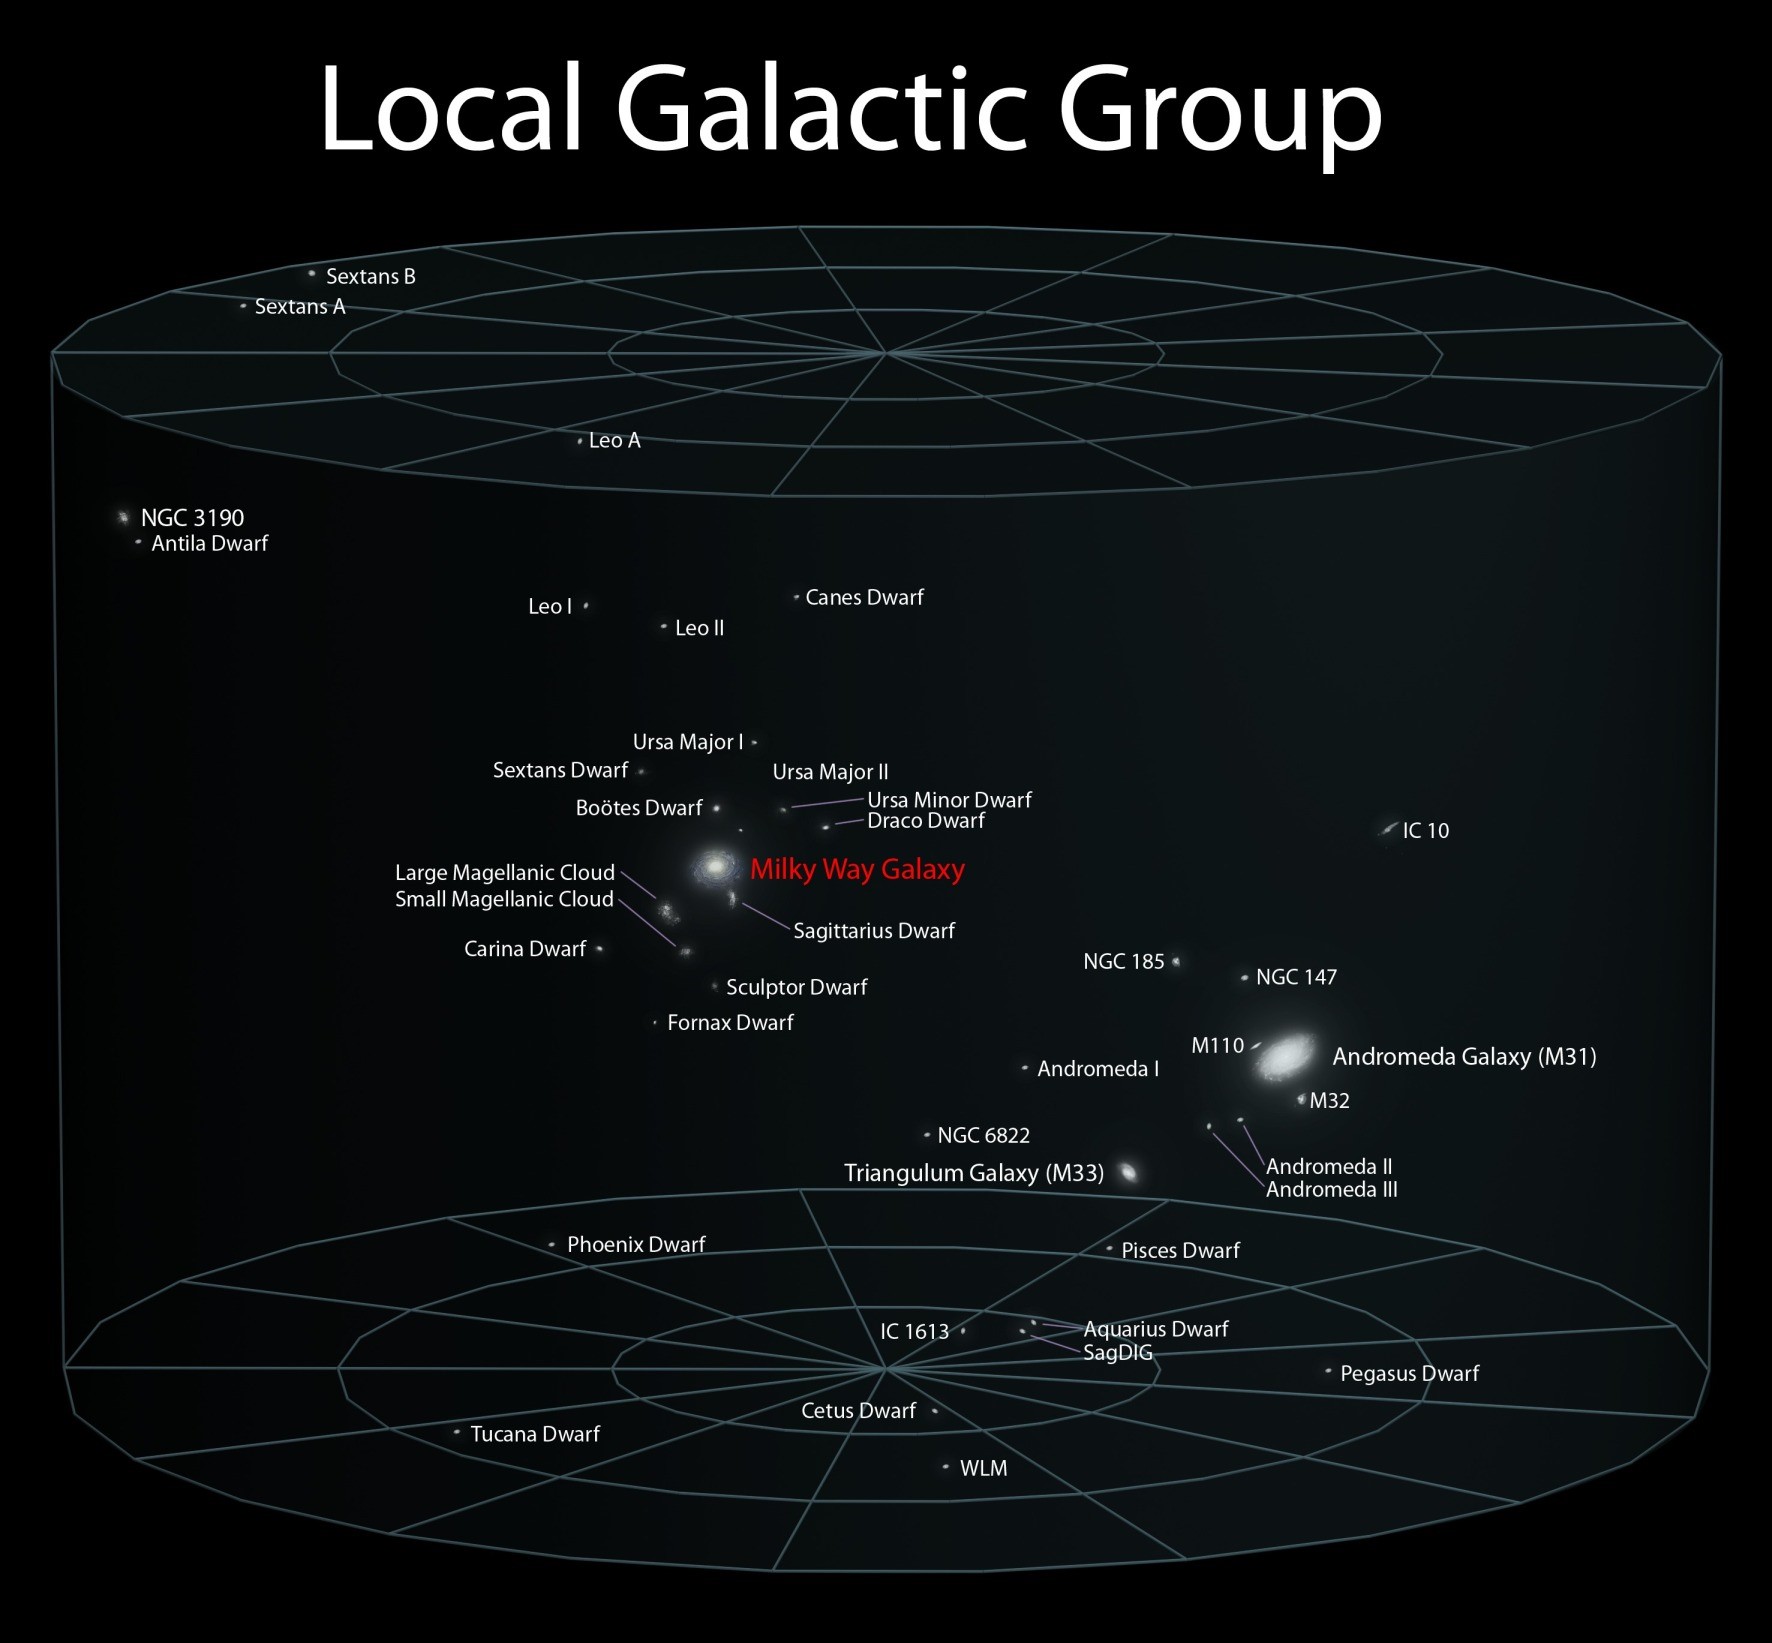 Local Galactic Group
Sextans B
Sextans A
Leo A
NGC 3190
Antila Dwarf
Canes Dwarf
Leo I
Leo II
Ursa Major I
Sextans Dwarf
Ursa Major II
Ursa Minor Dwarf
Boötes Dwarf
Draco Dwarf
IC 10
Milky Way Galaxy
Large Magellanic Cloud
Small Magellanic Cloud
Sagittarius Dwarf
Carina Dwarf
NGC 185
NGC 147
Sculptor Dwarf
Fornax Dwarf
M110
Andromeda Galaxy (M31)
Andromeda I
M32
NGC 6822
Andromeda II
Triangulum Galaxy (M33)
Andromeda III
Phoenix Dwarf
Pisces Dwarf
Aquarius Dwarf
IC 1613
SagDIG
Pegasus Dwarf
Cetus Dwarf
Tucana Dwarf
WLM